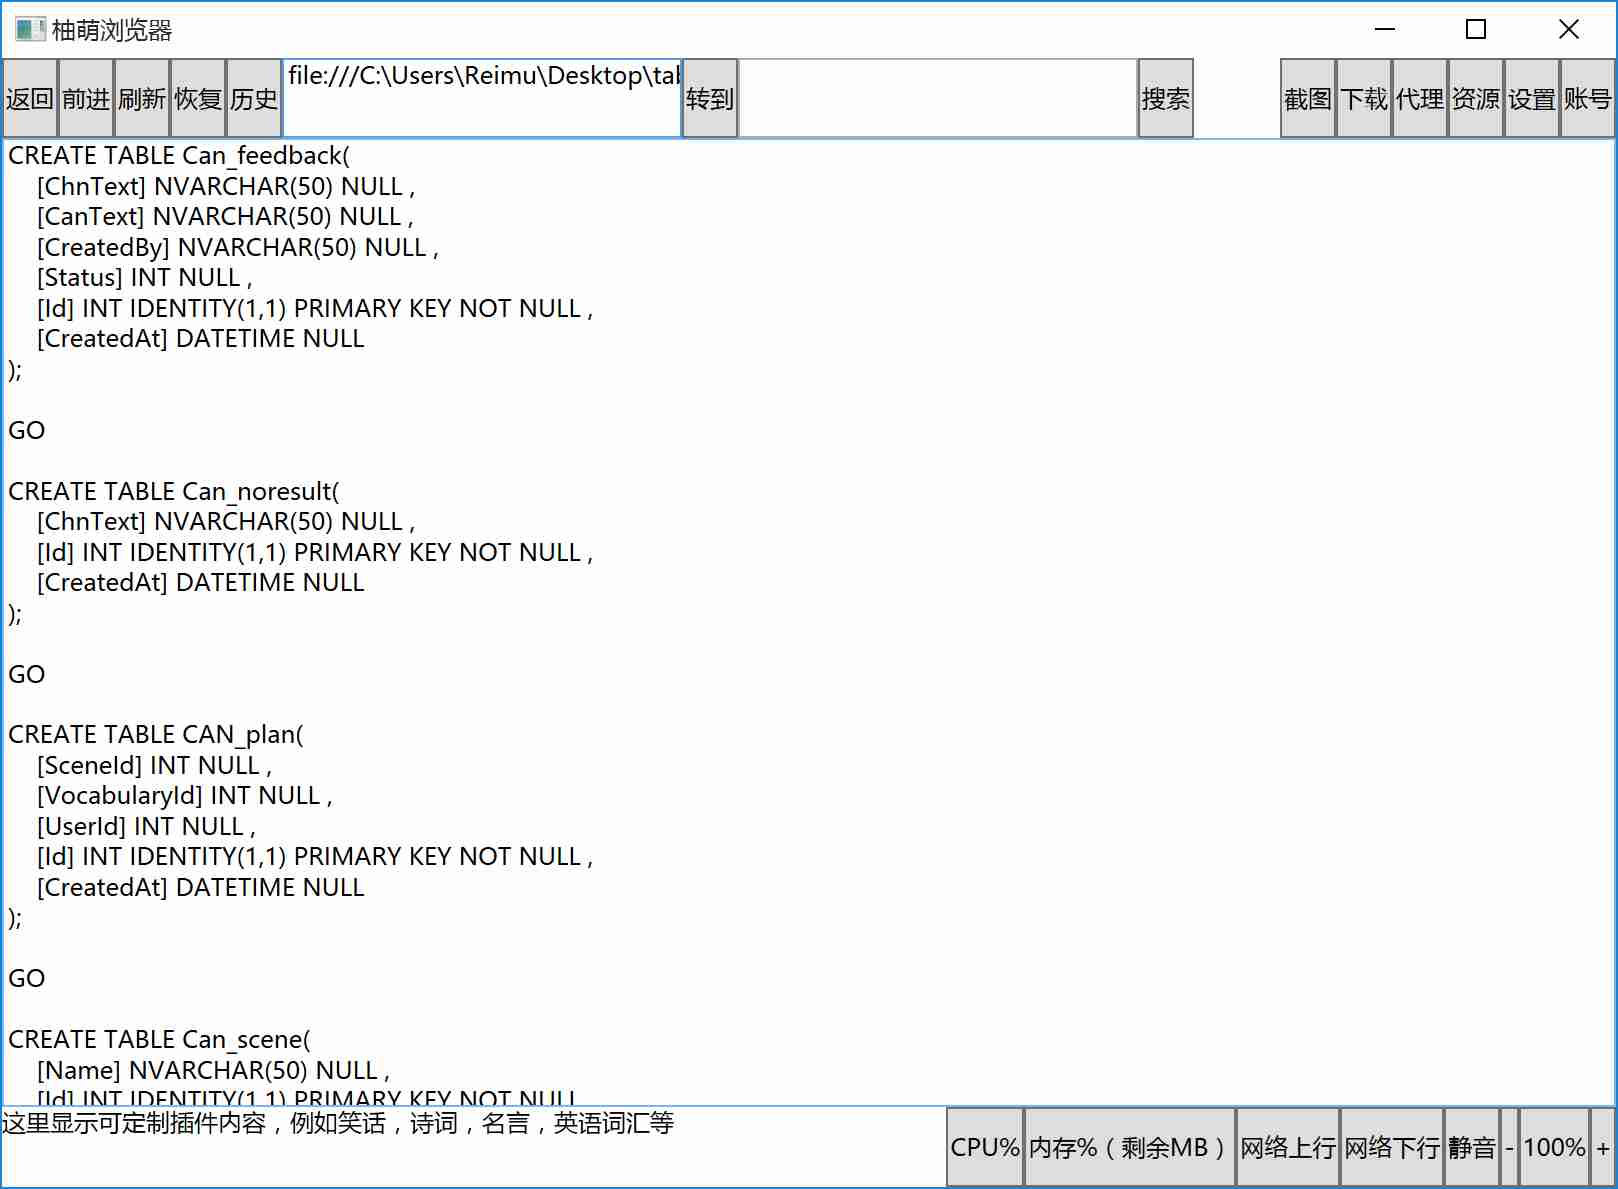 柚萌浏览器
返回 前进 刷新 恢复 历史 file:///C:\Users\Reimu\Desktop\tab 转到 搜索 截图 下载 代理 资源 设置 账号
CREATE TABLE Can_feedback(
[ChnText] NVARCHAR(50) NULL ,
[CanText] NVARCHAR(50) NULL ,
[CreatedBy] NVARCHAR(50) NULL ,
[Status] INT NULL ,
[Id] INT IDENTITY(1,1) PRIMARY KEY NOT NULL ,
[CreatedAt] DATETIME NULL
);
GO
CREATE TABLE Can_noresult(
[ChnText] NVARCHAR(50) NULL ,
[Id] INT IDENTITY(1,1) PRIMARY KEY NOT NULL ,
[CreatedAt] DATETIME NULL
);
GO
CREATE TABLE CAN_plan(
[SceneId] INT NULL ,
[VocabularyId] INT NULL ,
[UserId] INT NULL ,
[Id] INT IDENTITY(1,1) PRIMARY KEY NOT NULL ,
[CreatedAt] DATETIME NULL
);
GO
CREATE TABLE Can_scene(
[Name] NVARCHAR(50) NULL ,
[Id] INT IDENTITY(1,1) PRIMARY KEY NOT NULL
这里显示可定制插件内容，例如笑话，诗词，名言，英语词汇等
CPU% 内存%（剩余MB） 网络上行 网络下行 静音 - 100% +